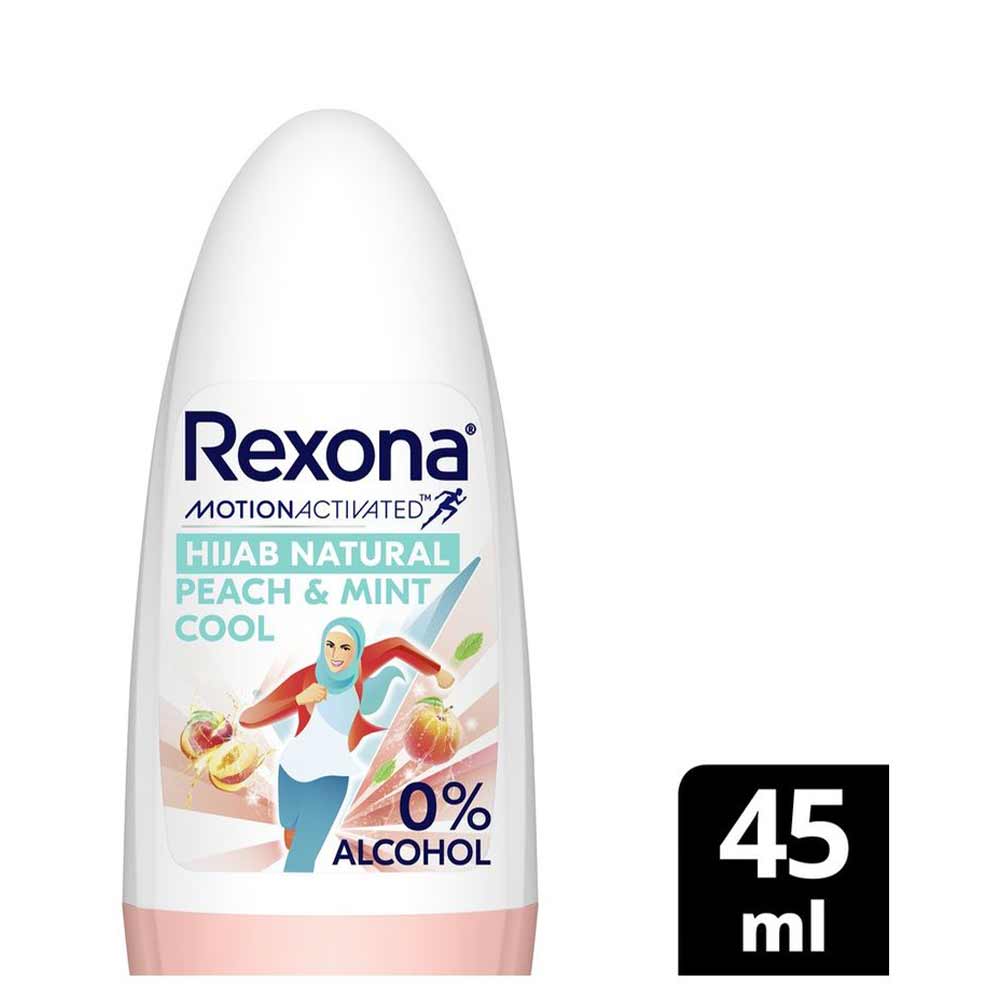 Rexona®
MOTIONACTIVATED™
HIJAB NATURAL
PEACH & MINT
COOL
0%
ALCOHOL
45
ml